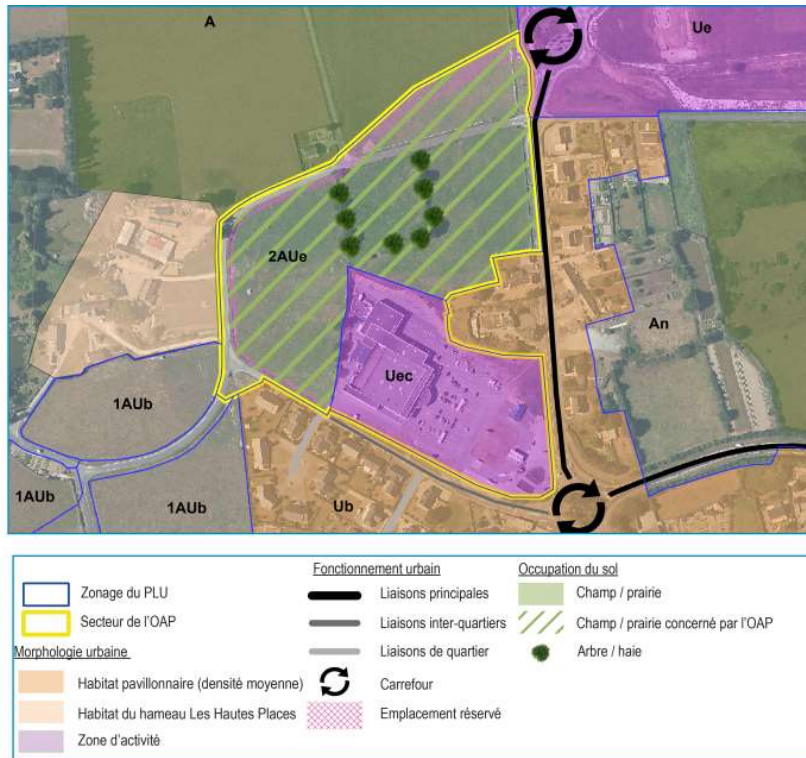 A
Ue
2AUe
An
Uec
1AUb
1AUb
1AUb
Ub
Zonage du PLU
Secteur de l'OAP
Morphologie urbaine
Habitat pavillonnaire (densité moyenne)
Habitat du hameau Les Hautes Places
Zone d'activité
Fonctionnement urbain
Liaisons principales
Liaisons inter-quartiers
Liaisons de quartier
Carrefour
Emplacement réservé
Occupation du sol
Champ / prairie
Champ / prairie concerné par l'OAP
Arbre / haie